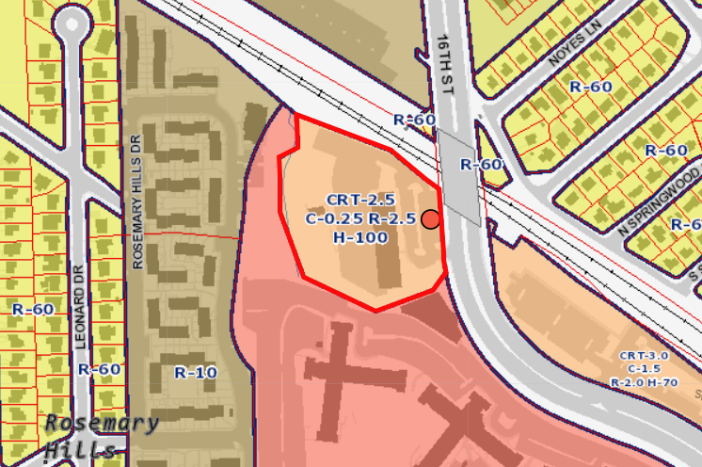 16TH ST
NOYES LN
R-60
R-60
R-60
R-60
ROSEMARY HILLS DR
CRT-2.5
C-0.25 R-2.5
H-100
N SPRINGWOOD
LEONARD DR
R-60
CRT-3.0
C-1.5
R-2.0 H-70
R-60
R-10
Rosemary
Hills